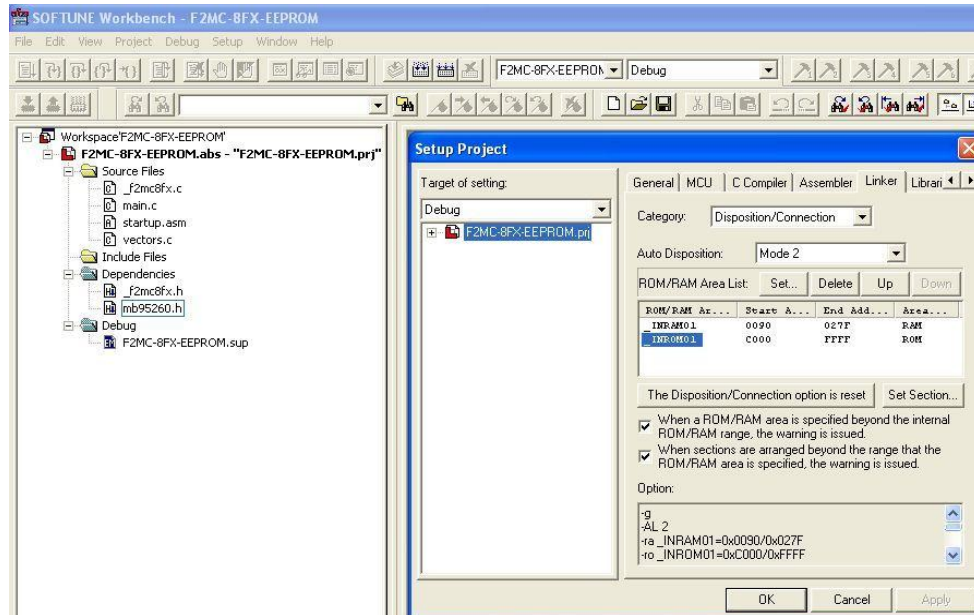 SOFTUNE Workbench - F2MC-8FX-EEPROM
File Edit View Project Debug Setup Window Help
F2MC-8FX-EEPROM Debug
Workspace'F2MC-8FX-EEPROM'
F2MC-8FX-EEPROM.abs - "F2MC-8FX-EEPROM.prj"
Source Files
_f2mc8fx.c
main.c
startup.asm
vectors.c
Include Files
Dependencies
_f2mc8fx.h
mb95260.h
Debug
F2MC-8FX-EEPROM.sup
Setup Project
Target of setting:
Debug
F2MC-8FX-EEPROM.prj
General MCU C Compiler Assembler Linker Librari
Category: Disposition/Connection
Auto Disposition: Mode 2
ROM/RAM Area List: Set... Delete Up Down
ROM/RAM Ar... Start A... End Add... Area...
_INRAM01 0090 027F RAM
_INROM01 C000 FFFF ROM
The Disposition/Connection option is reset Set Section...
When a ROM/RAM area is specified beyond the internal
ROM/RAM range, the warning is issued.
When sections are arranged beyond the range that the
ROM/RAM area is specified, the warning is issued.
Option:
-g
-AL 2
-ra _INRAM01=0x0090/0x027F
-ro _INROM01=0xC000/0xFFFF
OK Cancel Apply